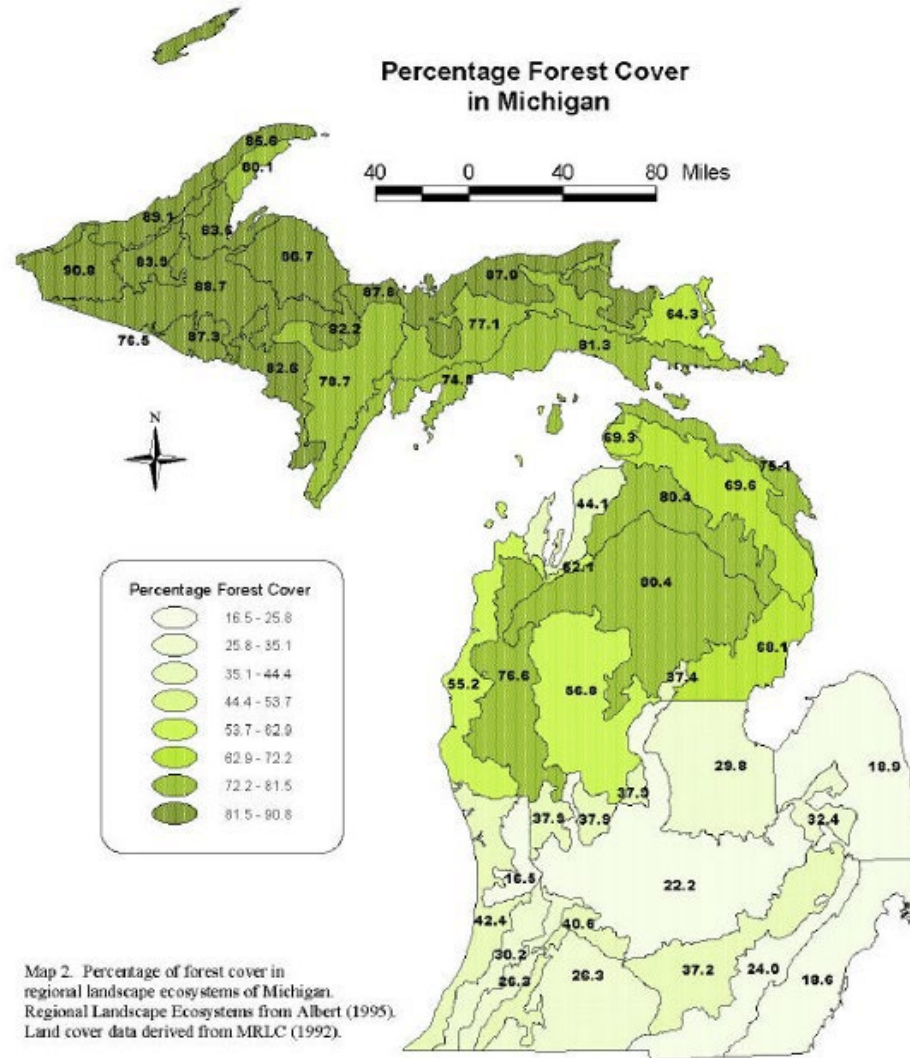 Percentage Forest Cover
in Michigan
40 0 40 80 Miles
85.6
80.1
89.1
83.6
86.7
90.8
83.9
88.7
87.8
87.0
64.3
76.5
87.3
82.2
77.1
81.3
82.6
78.7
74.8
N
69.3
75.1
69.6
44.1
80.4
62.1
80.4
68.1
55.2
76.6
56.8
37.4
29.8
18.9
37.9
37.9
37.9
32.4
16.5
22.2
42.4
40.6
30.2
26.3
26.3
37.2
24.0
18.6
Percentage Forest Cover
16.5 - 25.8
25.8 - 35.1
35.1 - 44.4
44.4 - 53.7
53.7 - 62.9
62.9 - 72.2
72.2 - 81.5
81.5 - 90.8
Map 2. Percentage of forest cover in
regional landscape ecosystems of Michigan.
Regional Landscape Ecosystems from Albert (1995).
Land cover data derived from MRLC (1992).